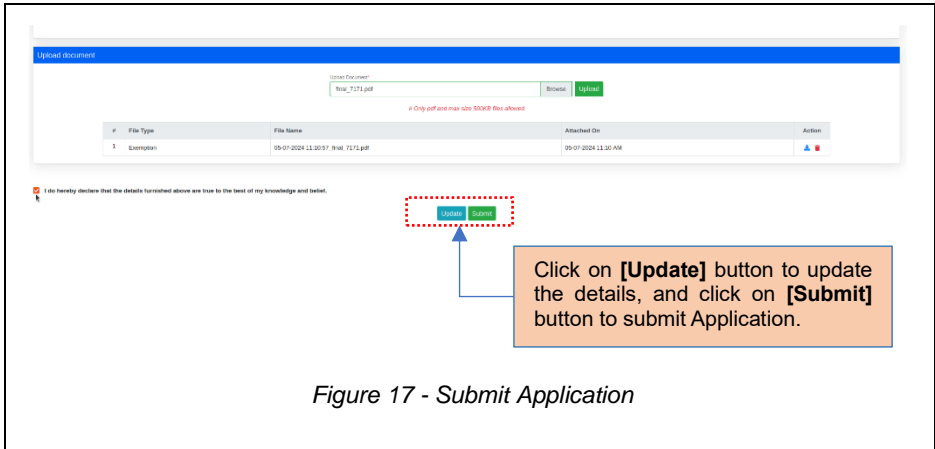 Upload document
Upload Document*
final_7171.pdf Browse Upload
# Only pdf and max size 500KB files allowed
# File Type File Name Attached On Action
1 Exemption 05-07-2024 11:10:57_final_7171.pdf 05-07-2024 11:10 AM
I do hereby declare that the details furnished above are true to the best of my knowledge and belief.
Update Submit
Click on [Update] button to update
the details, and click on [Submit]
button to submit Application.
Figure 17 - Submit Application